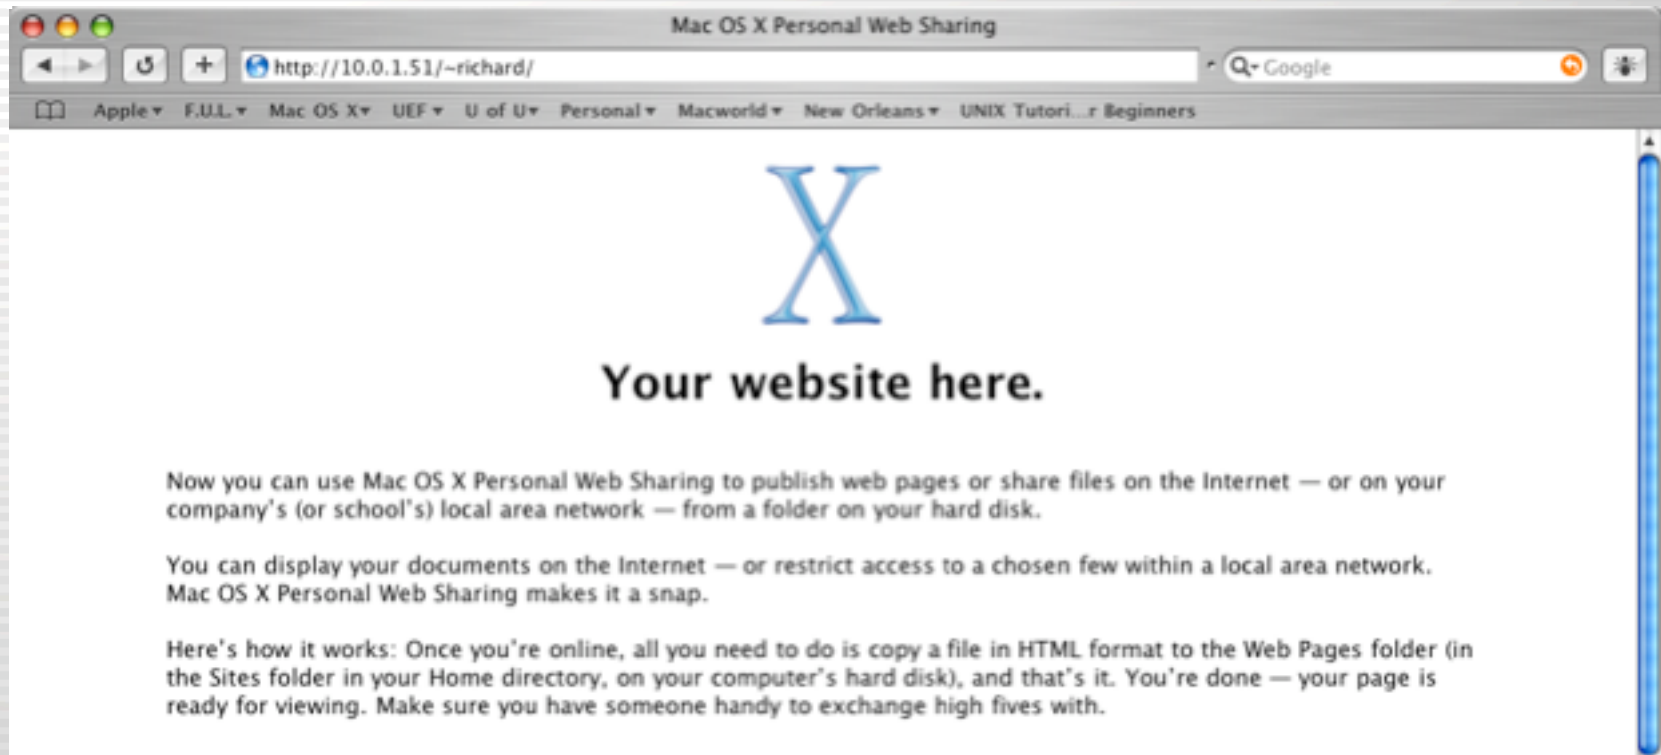 Mac OS X Personal Web Sharing
http://10.0.1.51/~richard/
Google
Apple F.U.L. Mac OS X UEF U of U Personal Macworld New Orleans UNIX Tutori...r Beginners
X
Your website here.
Now you can use Mac OS X Personal Web Sharing to publish web pages or share files on the Internet — or on your
company's (or school's) local area network — from a folder on your hard disk.
You can display your documents on the Internet — or restrict access to a chosen few within a local area network.
Mac OS X Personal Web Sharing makes it a snap.
Here's how it works: Once you're online, all you need to do is copy a file in HTML format to the Web Pages folder (in
the Sites folder in your Home directory, on your computer's hard disk), and that's it. You're done — your page is
ready for viewing. Make sure you have someone handy to exchange high fives with.